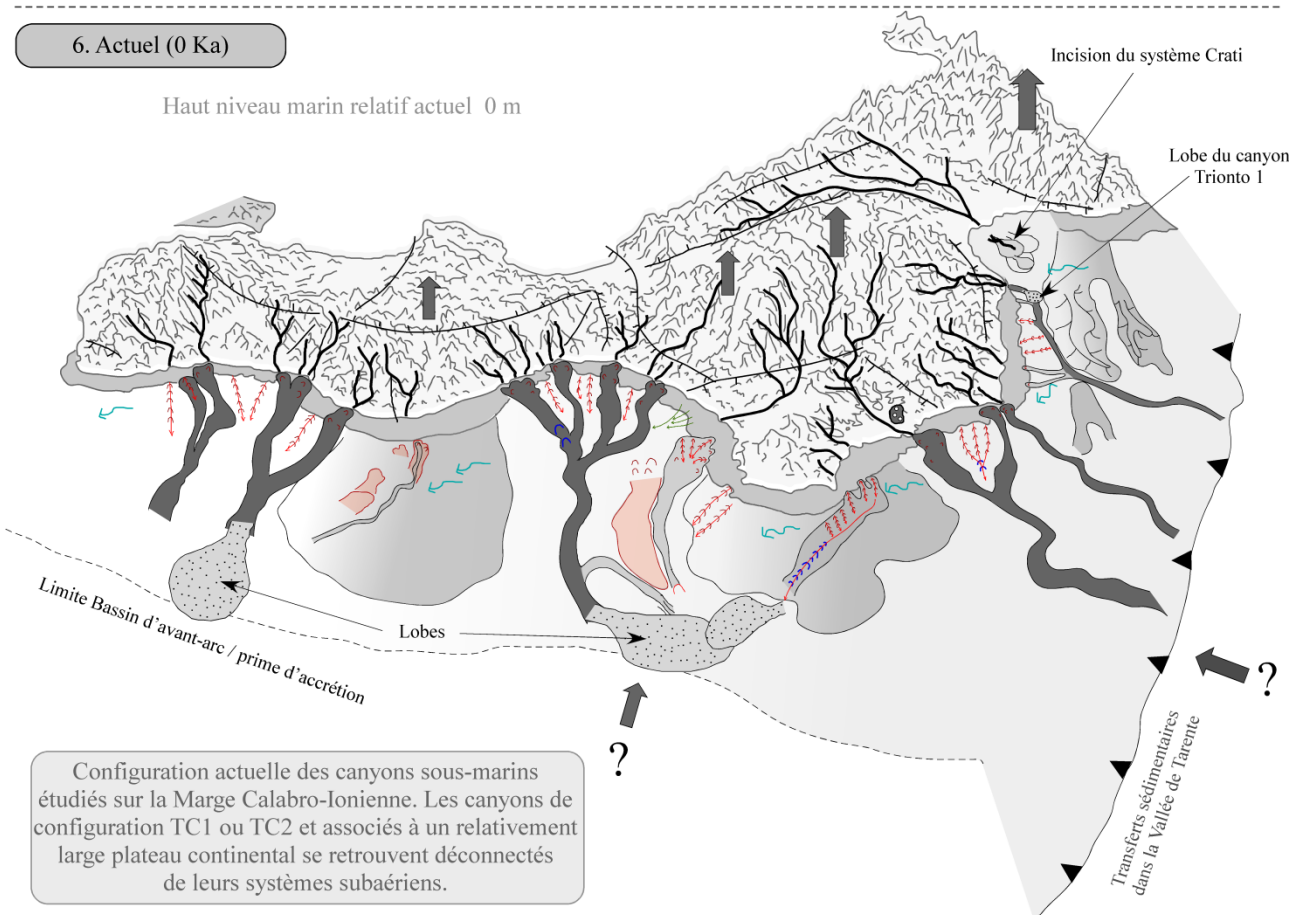 6. Actuel (0 Ka)
Haut niveau marin relatif actuel 0 m
Incision du système Crati
Lobe du canyon
Trionto 1
Limite Bassin d'avant-arc / prime d'accrétion
Lobes
?
?
Transferts sédimentaires
dans la Vallée de Tarente
Configuration actuelle des canyons sous-marins
étudiés sur la Marge Calabro-Ionienne. Les canyons de
configuration TC1 ou TC2 et associés à un relativement
large plateau continental se retrouvent déconnectés
de leurs systèmes subaériens.